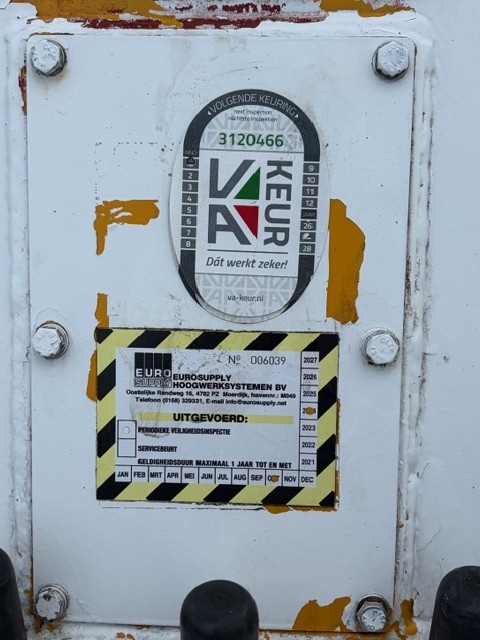 VOLGENDE KEURING
next inspection
nächste Inspektion
3120466
MND
2
3
4
5
6
7
8
9
10
11
12
JAAR
26
28
VA
KEUR
Dát werkt zeker!
va-keur.nl
EURO
SUPPLY
Nº 006039
EUROSUPPLY
HOOGWERKSYSTEMEN BV
Oostelijke Randweg 16, 4782 PZ Moerdijk, havennr.: M049
Telefoon (0168) 329331, E-mail info@eurosupply.net
UITGEVOERD:
PERIODIEKE VEILIGHEIDSINSPECTIE
SERVICEBEURT
GELDIGHEIDSDUUR MAXIMAAL 1 JAAR TOT EN MET
2027
2026
2025
2023
2022
2021
JAN FEB MRT APR MEI JUN JUL AUG SEP NOV DEC